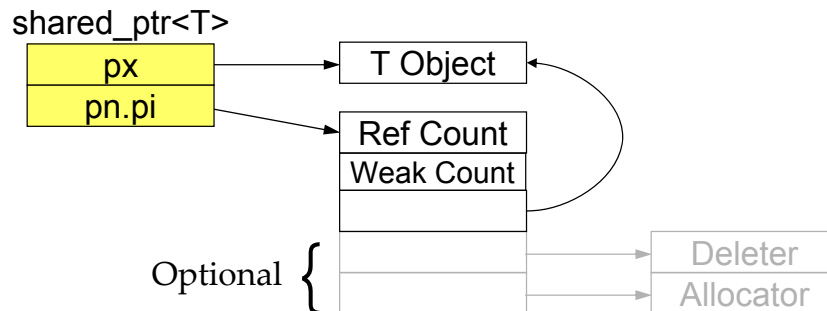 shared_ptr<T>
px
T Object
pn.pi
Ref Count
Weak Count
Optional {
Deleter
Allocator